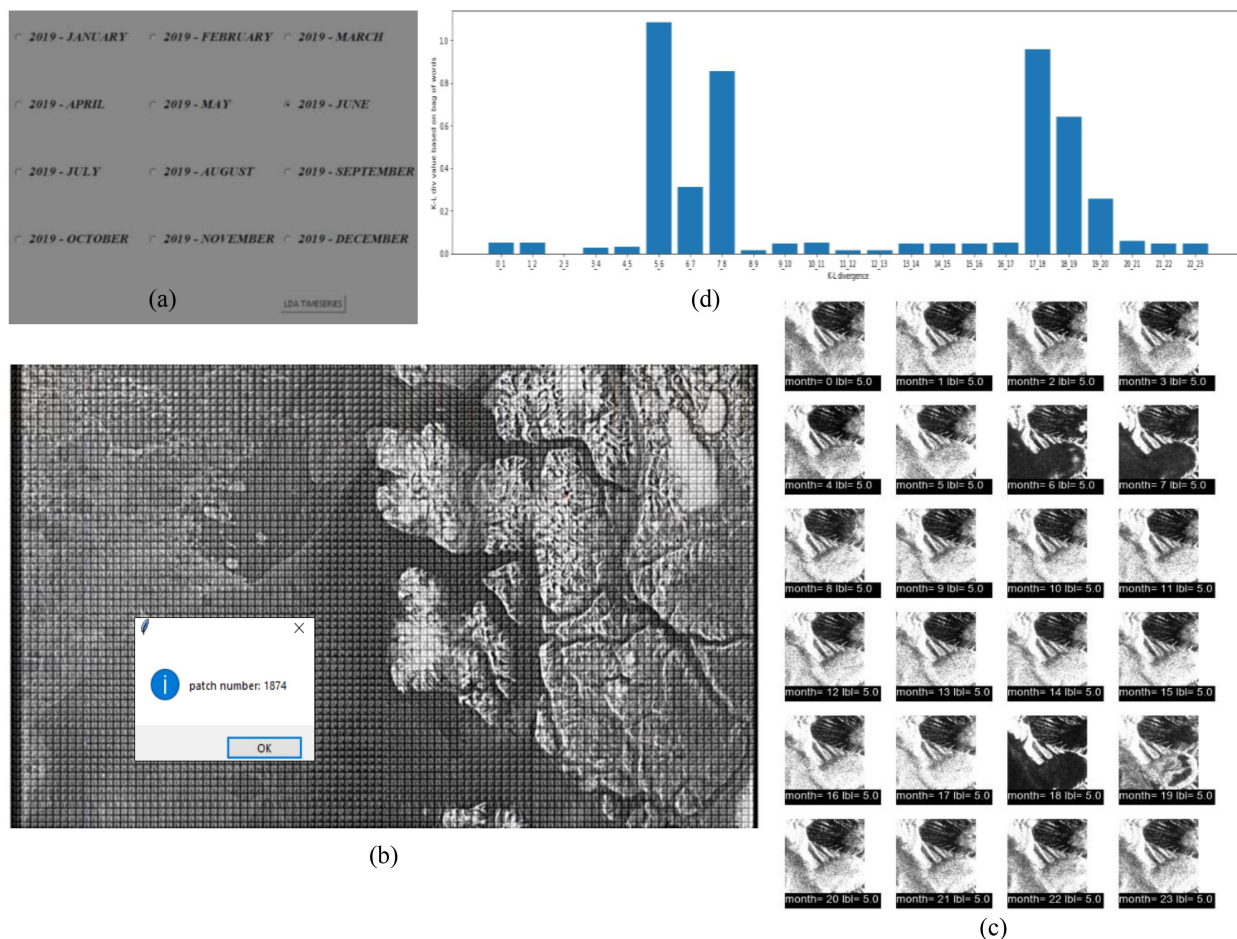 2019 - JANUARY 2019 - FEBRUARY 2019 - MARCH
2019 - APRIL 2019 - MAY 2019 - JUNE
2019 - JULY 2019 - AUGUST 2019 - SEPTEMBER
2019 - OCTOBER 2019 - NOVEMBER 2019 - DECEMBER
(a)
LDA TIMESERIES
K-L div value based on bag of words
1.0
0.8
0.6
0.4
0.2
0.0
0_1 1_2 2_3 3_4 4_5 5_6 6_7 7_8 8_9 9_10 10_11 11_12 12_13 13_14 14_15 15_16 16_17 17_18 18_19 19_20 20_21 21_22 22_23
K-L divergence
(d)
patch number: 1874
OK
(b)
month= 0 lbl= 5.0 month= 1 lbl= 5.0 month= 2 lbl= 5.0 month= 3 lbl= 5.0
month= 4 lbl= 5.0 month= 5 lbl= 5.0 month= 6 lbl= 5.0 month= 7 lbl= 5.0
month= 8 lbl= 5.0 month= 9 lbl= 5.0 month= 10 lbl= 5.0 month= 11 lbl= 5.0
month= 12 lbl= 5.0 month= 13 lbl= 5.0 month= 14 lbl= 5.0 month= 15 lbl= 5.0
month= 16 lbl= 5.0 month= 17 lbl= 5.0 month= 18 lbl= 5.0 month= 19 lbl= 5.0
month= 20 lbl= 5.0 month= 21 lbl= 5.0 month= 22 lbl= 5.0 month= 23 lbl= 5.0
(c)